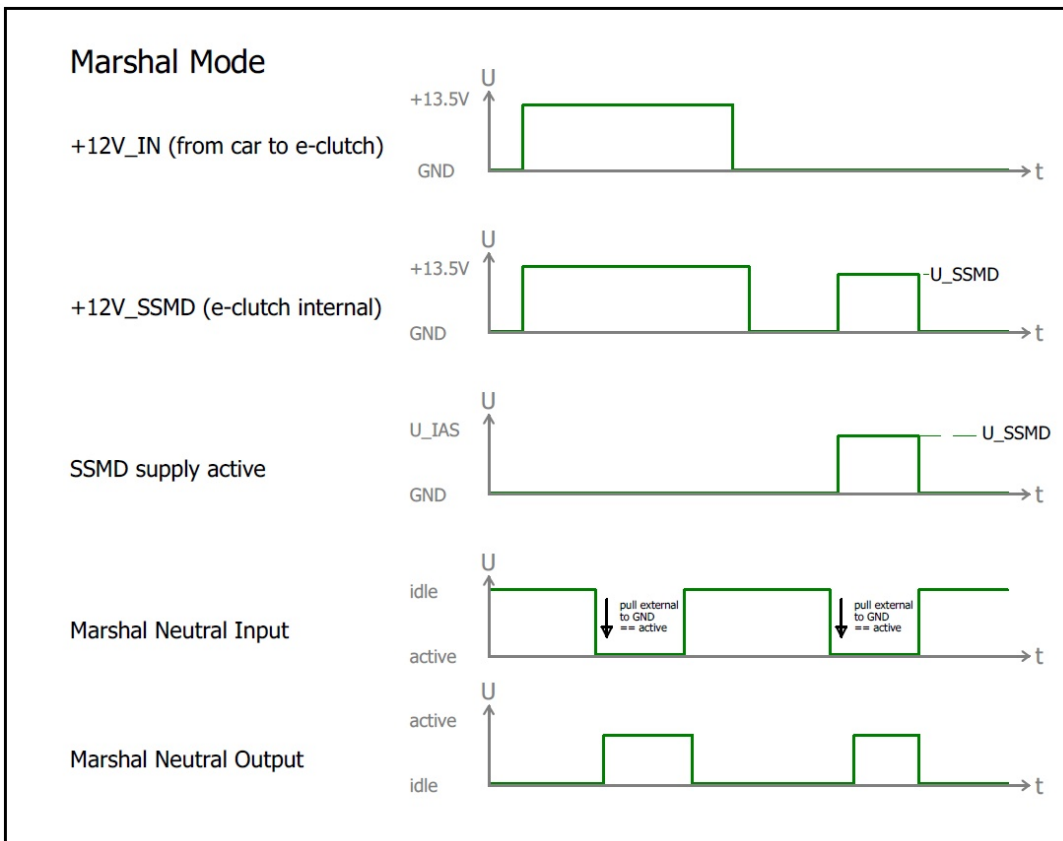 Marshal Mode
U
+13.5V
+12V_IN (from car to e-clutch)
GND
t
U
+13.5V
-U_SSMD
+12V_SSMD (e-clutch internal)
GND
t
U
U_IAS
U_SSMD
SSMD supply active
GND
t
U
idle
pull external
to GND
== active
pull external
to GND
== active
Marshal Neutral Input
active
t
U
active
Marshal Neutral Output
idle
t